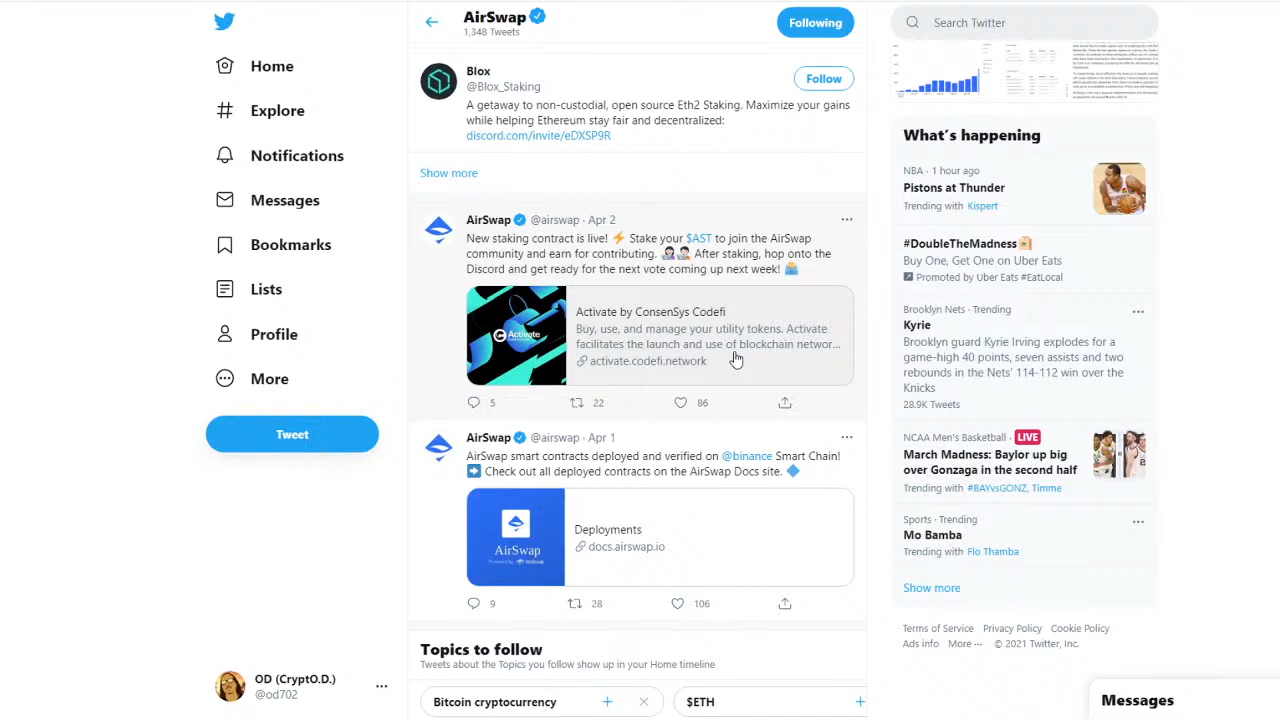 Home
Explore
Notifications
Messages
Bookmarks
Lists
Profile
More
Tweet
OD (CryptO.D.)
@od702
AirSwap
1,348 Tweets
Following
Blox
@Blox_Staking
Follow
A getaway to non-custodial, open source Eth2 Staking. Maximize your gains
while helping Ethereum stay fair and decentralized:
discord.com/invite/eDXSP9R
Show more
AirSwap @airswap · Apr 2
New staking contract is live! ⚡ Stake your $AST to join the AirSwap
community and earn for contributing. After staking, hop onto the
Discord and get ready for the next vote coming up next week! 🗳
Activate
Activate by ConsenSys Codefi
Buy, use, and manage your utility tokens. Activate
facilitates the launch and use of blockchain networ...
activate.codefi.network
5 22 86
AirSwap @airswap · Apr 1
AirSwap smart contracts deployed and verified on @binance Smart Chain!
➡ Check out all deployed contracts on the AirSwap Docs site. 🔷
AirSwap
Deployments
docs.airswap.io
9 28 106
Topics to follow
Tweets about the Topics you follow show up in your Home timeline
Bitcoin cryptocurrency
$ETH
Search Twitter
What's happening
NBA · 1 hour ago
Pistons at Thunder
Trending with Kispert
#DoubleTheMadness
Buy One, Get One on Uber Eats
Promoted by Uber Eats #EatLocal
Brooklyn Nets · Trending
Kyrie
Brooklyn guard Kyrie Irving explodes for a
game-high 40 points, seven assists and two
rebounds in the Nets' 114-112 win over the
Knicks
28.9K Tweets
NCAA Men's Basketball · LIVE
March Madness: Baylor up big
over Gonzaga in the second half
Trending with #BAYvsGONZ, Timme
Sports · Trending
Mo Bamba
Trending with Flo Thamba
Show more
Terms of Service Privacy Policy Cookie Policy
Ads info More ··· © 2021 Twitter, Inc.
Messages